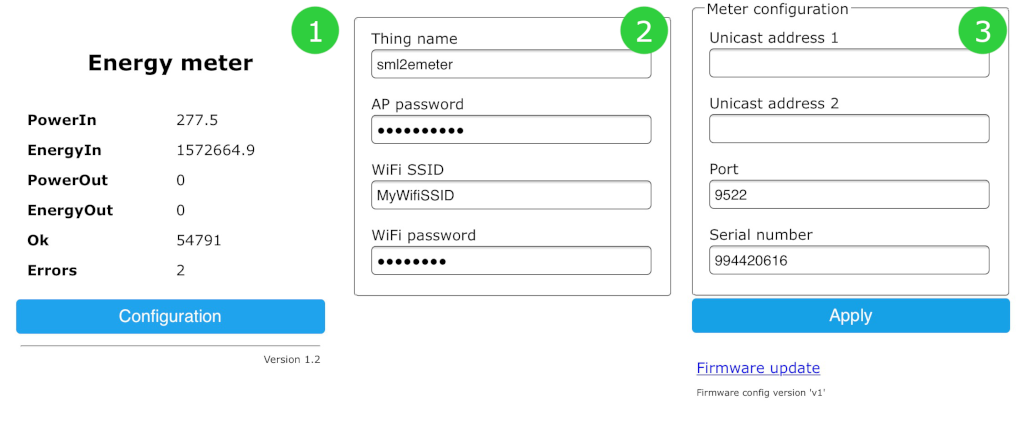 1
Energy meter
PowerIn 277.5
EnergyIn 1572664.9
PowerOut 0
EnergyOut 0
Ok 54791
Errors 2
Configuration
Version 1.2
2
Thing name
sml2emeter
AP password
●●●●●●●●●●
WiFi SSID
MyWifiSSID
WiFi password
●●●●●●●●
3
Meter configuration
Unicast address 1
Unicast address 2
Port
9522
Serial number
994420616
Apply
Firmware update
Firmware config version 'v1'